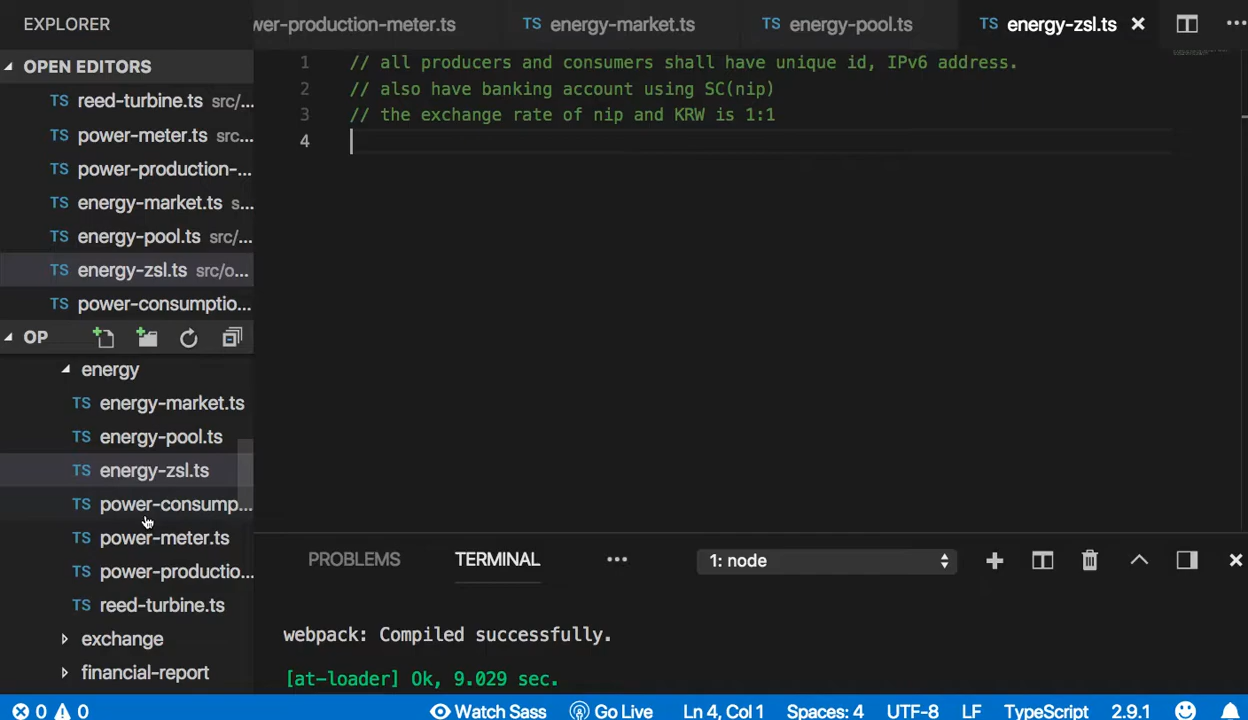 EXPLORER
wer-production-meter.ts
TS energy-market.ts
TS energy-pool.ts
TS energy-zsl.ts
OPEN EDITORS
TS reed-turbine.ts src/...
TS power-meter.ts src...
TS power-production-...
TS energy-market.ts s...
TS energy-pool.ts src/...
TS energy-zsl.ts src/o...
TS power-consumptio...
OP
energy
TS energy-market.ts
TS energy-pool.ts
TS energy-zsl.ts
TS power-consump...
TS power-meter.ts
TS power-productio...
TS reed-turbine.ts
exchange
financial-report
1 // all producers and consumers shall have unique id, IPv6 address.
2 // also have banking account using SC(nip)
3 // the exchange rate of nip and KRW is 1:1
4
PROBLEMS TERMINAL ... 1: node
webpack: Compiled successfully.
[at-loader] Ok, 9.029 sec.
0 0 Watch Sass Go Live Ln 4, Col 1 Spaces: 4 UTF-8 LF TypeScript 2.9.1